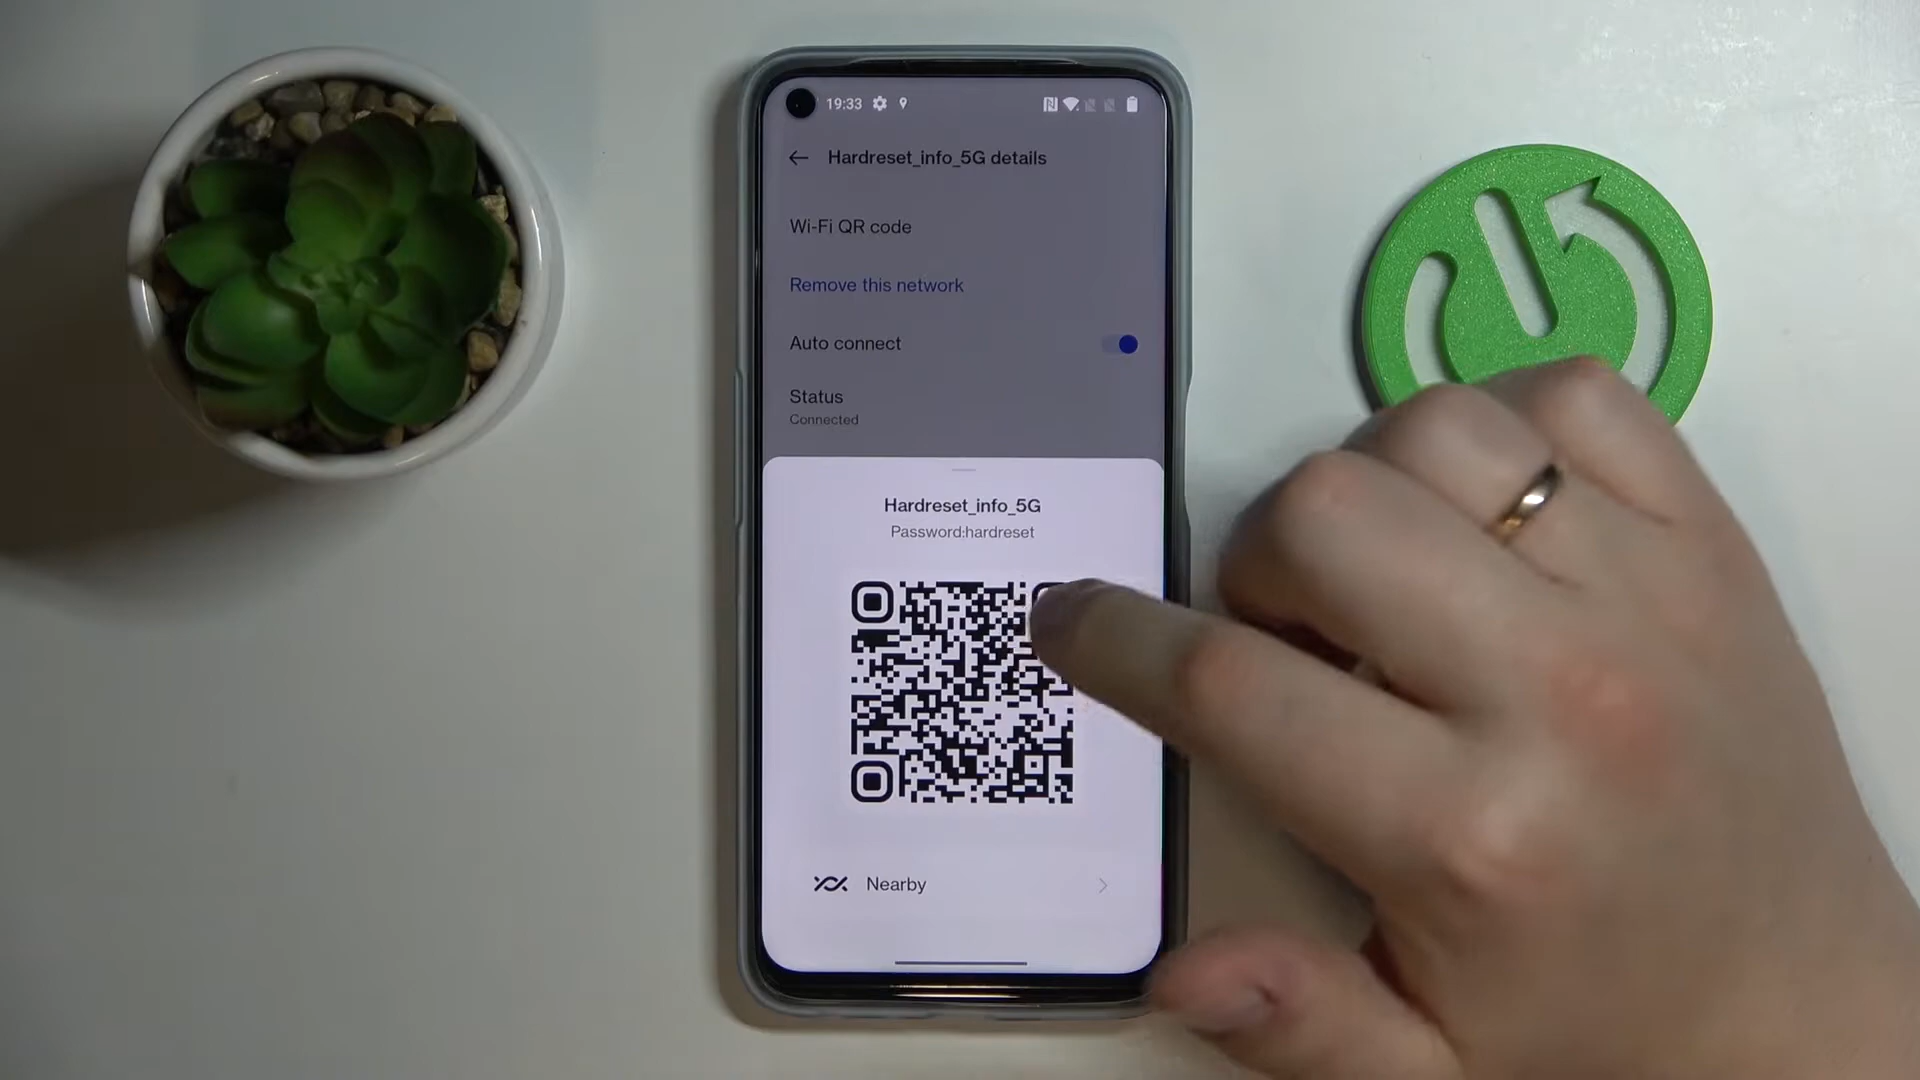 19:33
Hardreset_info_5G details
Wi-Fi QR code
Remove this network
Auto connect
Status
Connected
Hardreset_info_5G
Password:hardreset
Nearby